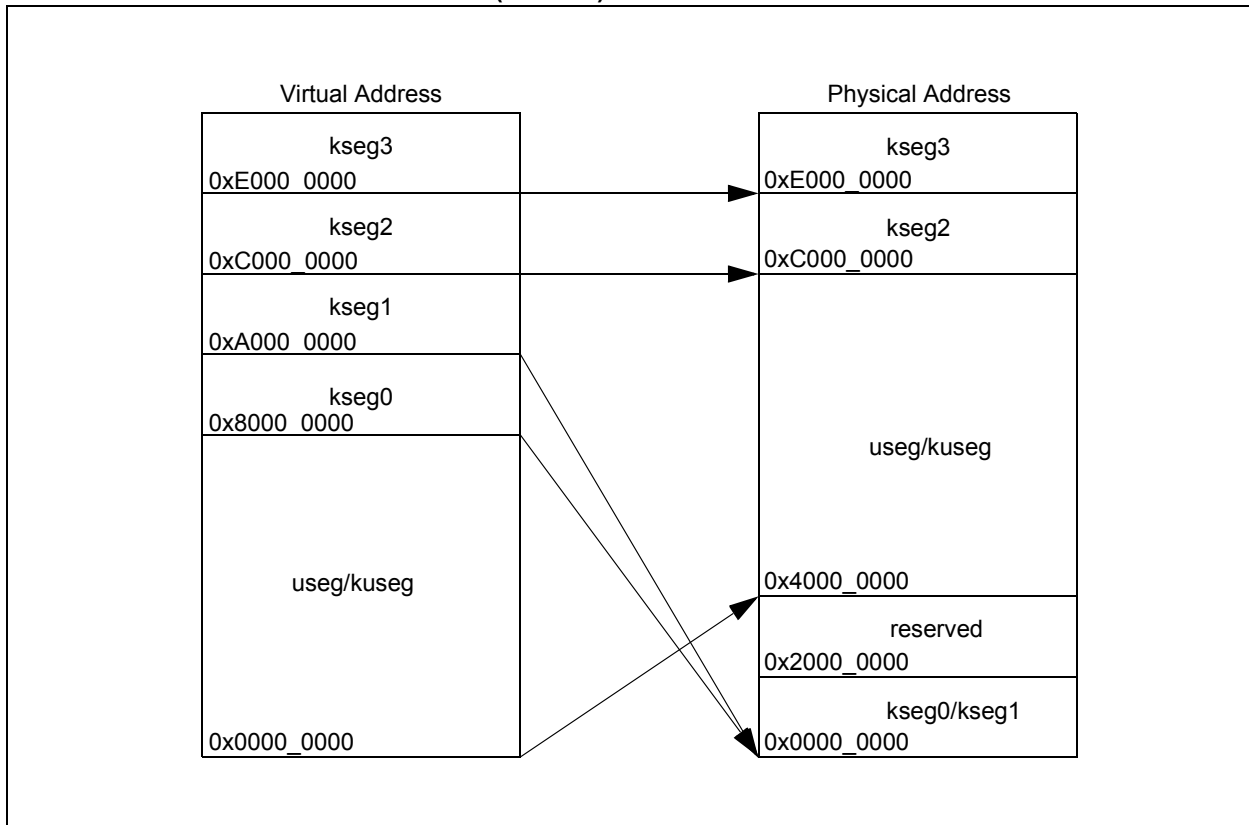 Virtual Address
kseg3
0xE000_0000
kseg2
0xC000_0000
kseg1
0xA000_0000
kseg0
0x8000_0000
useg/kuseg
0x0000_0000
Physical Address
kseg3
0xE000_0000
kseg2
0xC000_0000
useg/kuseg
0x4000_0000
reserved
0x2000_0000
kseg0/kseg1
0x0000_0000